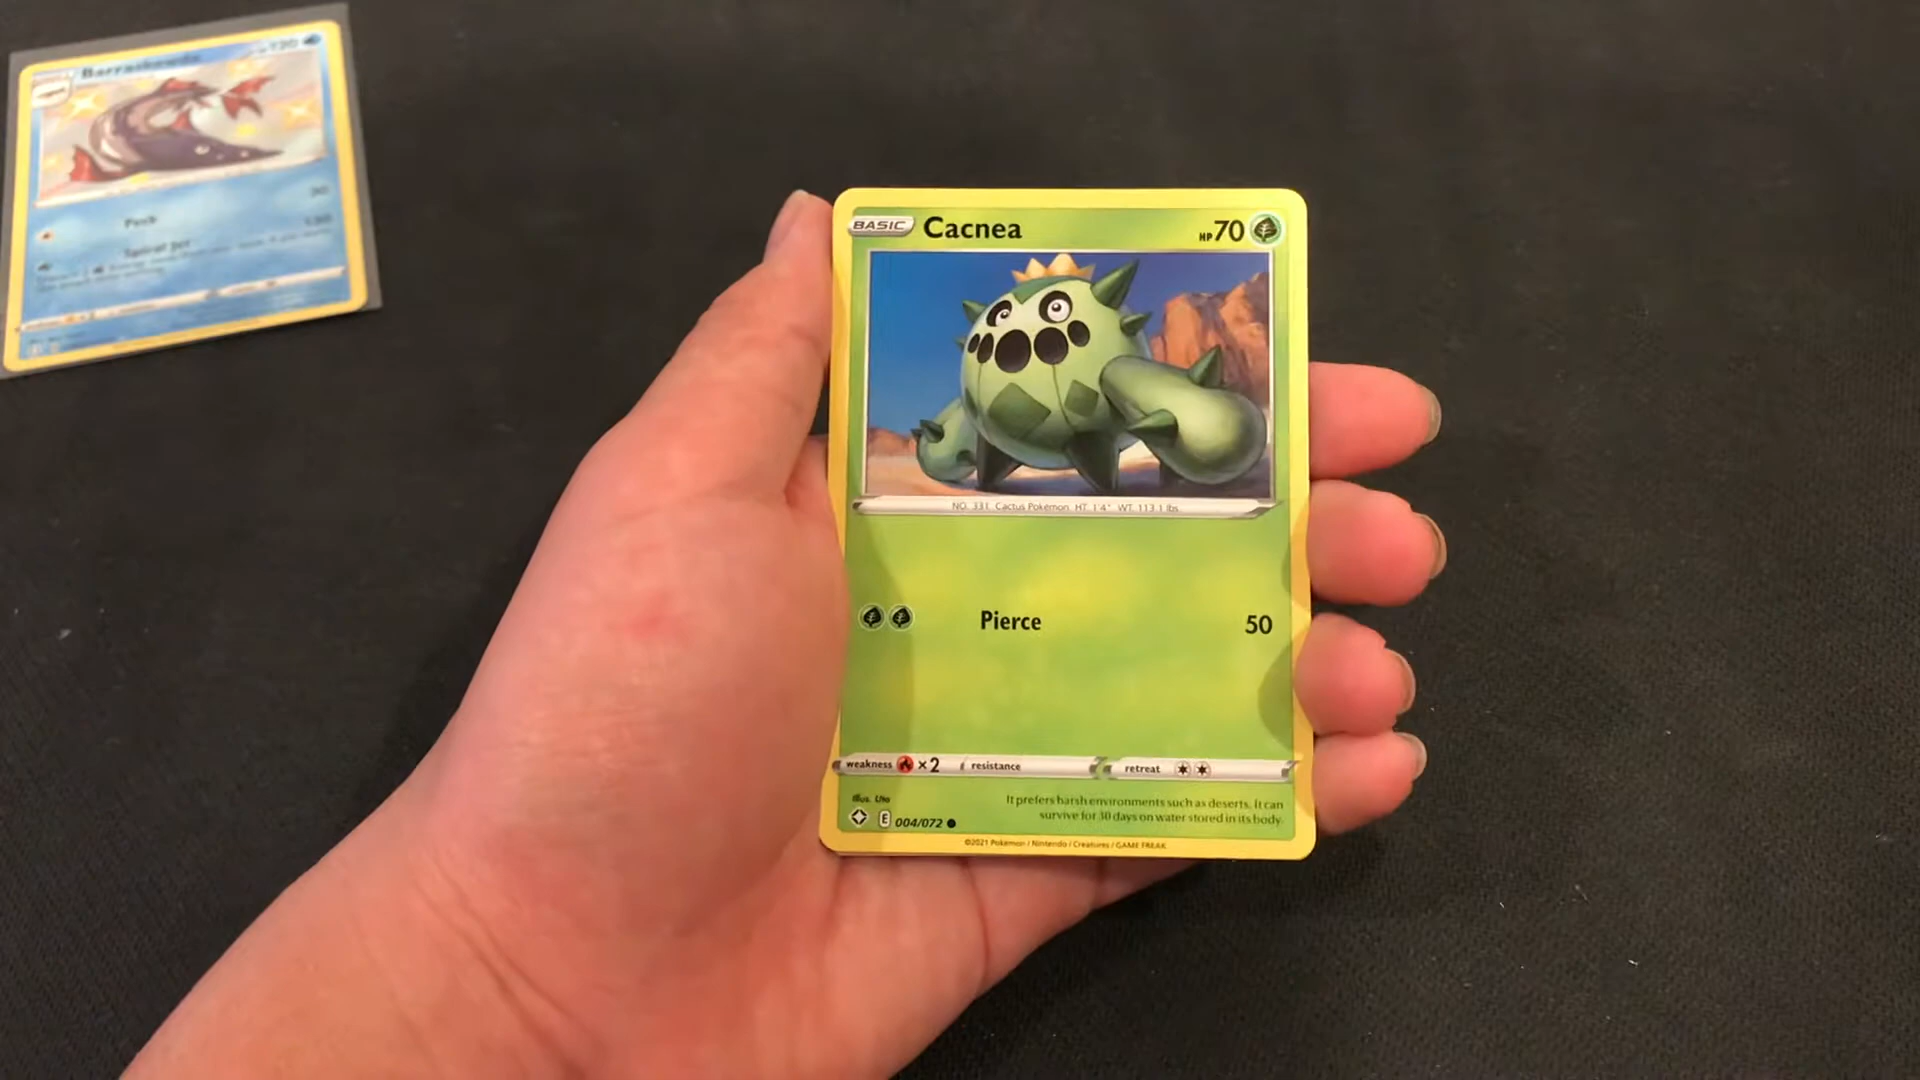 Barraskewda
Peck
Spiral Jet
BASIC Cacnea HP 70
NO. 331 Cactus Pokémon HT 1'4" WT 113.1 lbs
Pierce 50
weakness ×2 resistance retreat
Illus. Uta
It prefers harsh environments such as deserts. It can
survive for 30 days on water stored in its body.
E 004/072
©2021 Pokémon / Nintendo / Creatures / GAME FREAK